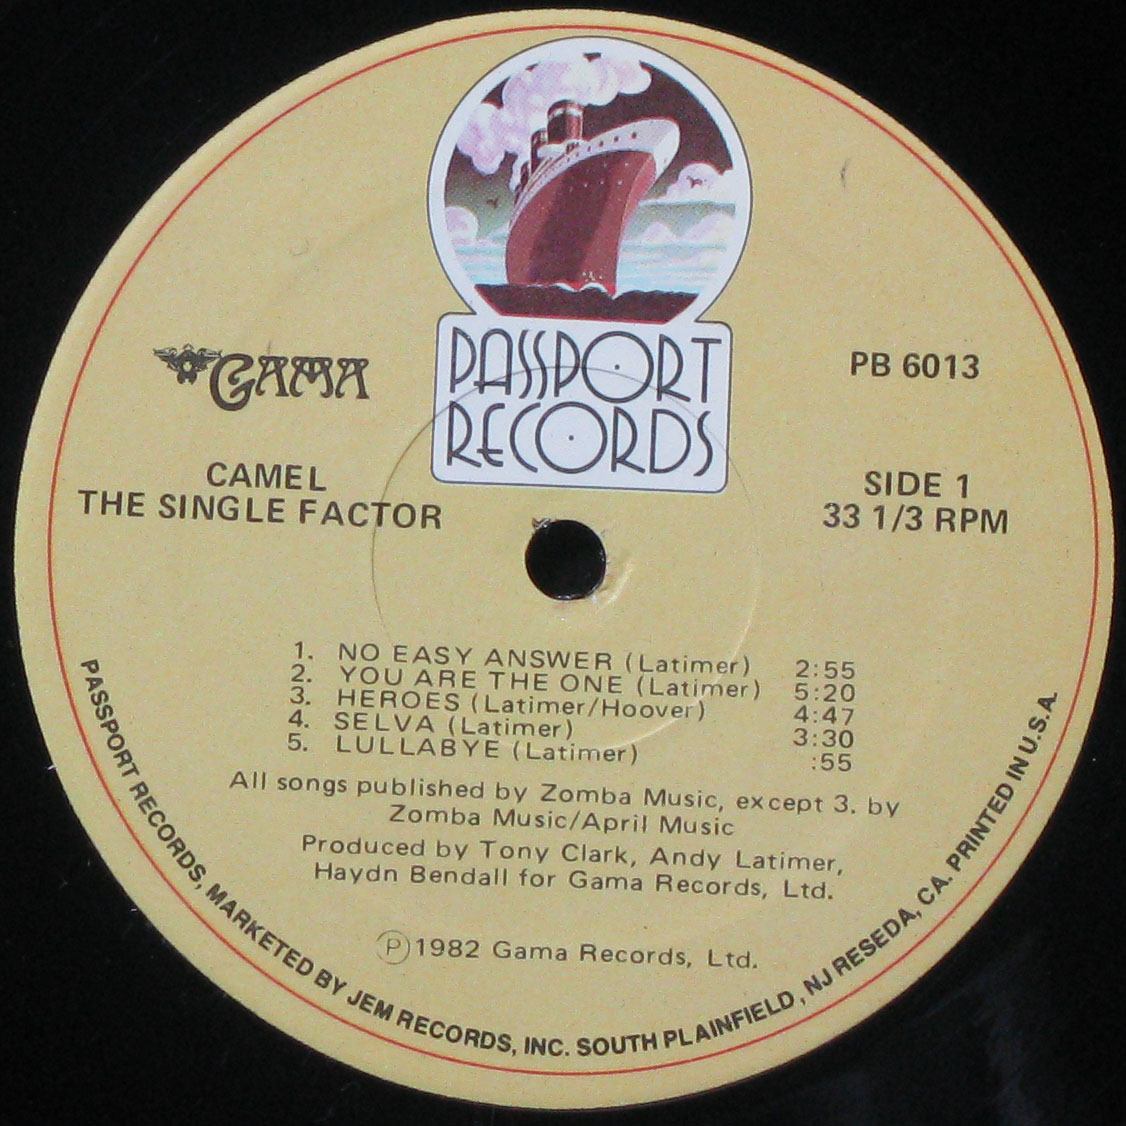 PASSPORT
RECORDS
GAMA
PB 6013
CAMEL
THE SINGLE FACTOR
SIDE 1
33 1/3 RPM
1. NO EASY ANSWER (Latimer) 2:55
2. YOU ARE THE ONE (Latimer) 5:20
3. HEROES (Latimer/Hoover) 4:47
4. SELVA (Latimer) 3:30
5. LULLABYE (Latimer) :55
All songs published by Zomba Music, except 3. by
Zomba Music/April Music
Produced by Tony Clark, Andy Latimer,
Haydn Bendall for Gama Records, Ltd.
Ⓟ1982 Gama Records, Ltd.
PASSPORT RECORDS, MARKETED BY JEM RECORDS, INC. SOUTH PLAINFIELD, NJ RESEDA, CA. PRINTED IN U.S.A.